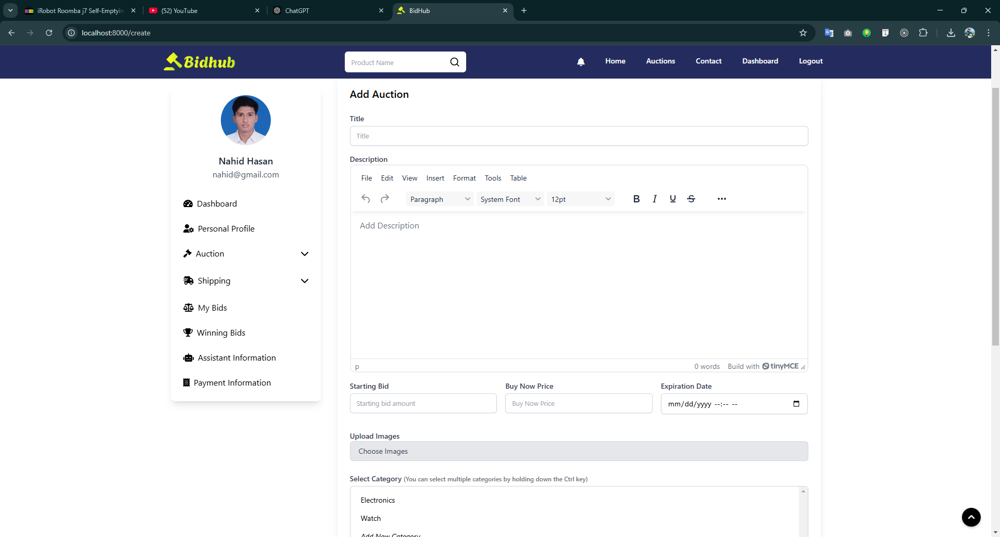 iRobot Roomba j7 Self-Emptyin
(52) YouTube
ChatGPT
BidHub
localhost:8000/create
Bidhub
Product Name
Home
Auctions
Contact
Dashboard
Logout
Nahid Hasan
nahid@gmail.com
Dashboard
Personal Profile
Auction
Shipping
My Bids
Winning Bids
Assistant Information
Payment Information
Add Auction
Title
Title
Description
File Edit View Insert Format Tools Table
Paragraph System Font 12pt B I U S
Add Description
p 0 words Build with tinyMCE
Starting Bid Buy Now Price Expiration Date
Starting bid amount Buy Now Price mm/dd/yyyy --:-- --
Upload Images
Choose Images
Select Category (You can select multiple categories by holding down the Ctrl key)
Electronics
Watch
Add New Category